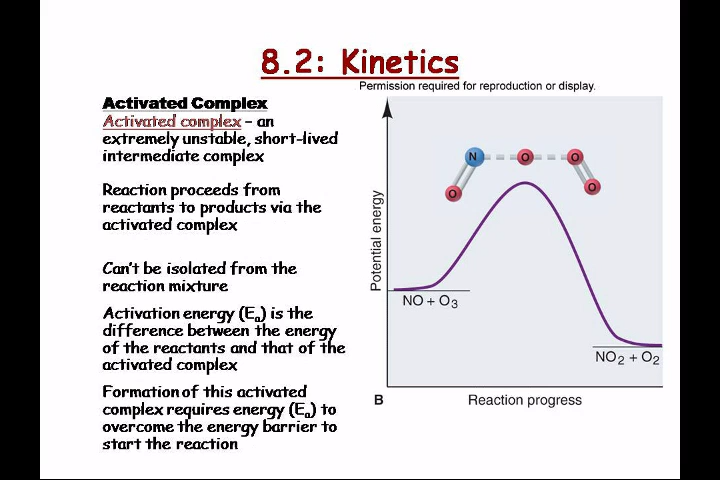 8.2: Kinetics
Permission required for reproduction or display.
Activated Complex
Activated complex – an
extremely unstable, short-lived
intermediate complex
Reaction proceeds from
reactants to products via the
activated complex
Can't be isolated from the
reaction mixture
Activation energy (Ea) is the
difference between the energy
of the reactants and that of the
activated complex
Formation of this activated
complex requires energy (Ea) to
overcome the energy barrier to
start the reaction
N
O
O
O
O
Potential energy
NO + O3
NO2 + O2
B
Reaction progress